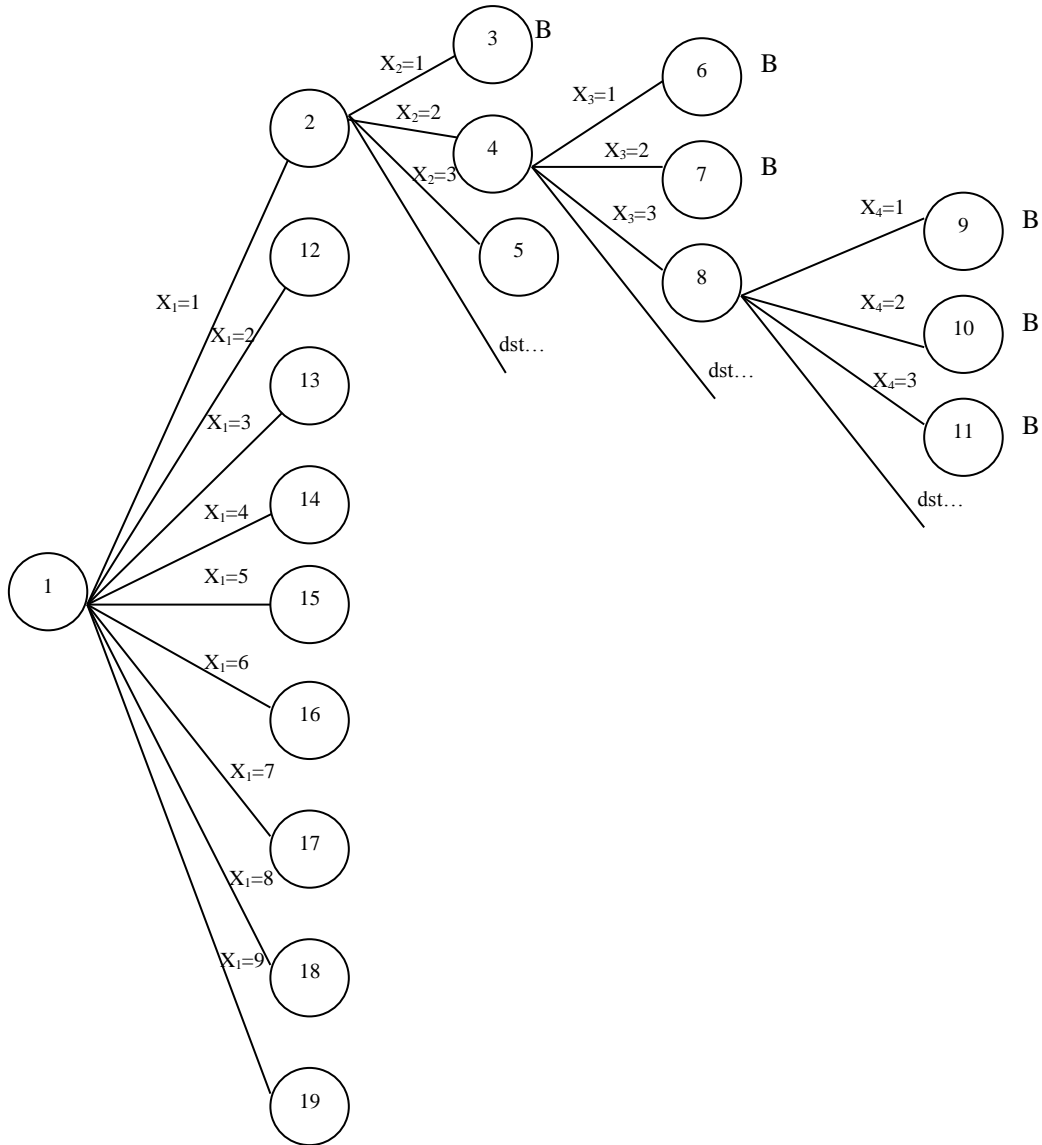 3
B
X₂=1
6
B
X₃=1
2
X₂=2
4
X₃=2
7
B
X₂=3
X₃=3
X₄=1
9
B
12
5
8
X₁=1
X₄=2
10
B
X₁=2
dst…
dst…
X₄=3
13
11
B
X₁=3
14
dst…
X₁=4
1
X₁=5
15
X₁=6
16
X₁=7
17
X₁=8
X₁=9
18
19